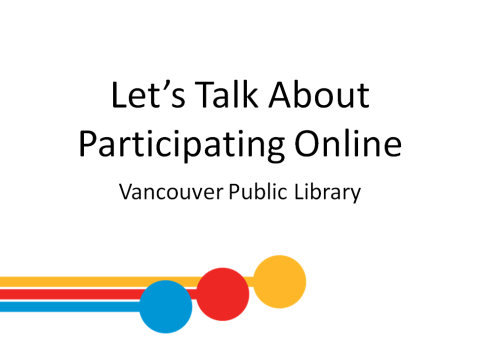 Let’s Talk About
Participating Online
Vancouver Public Library